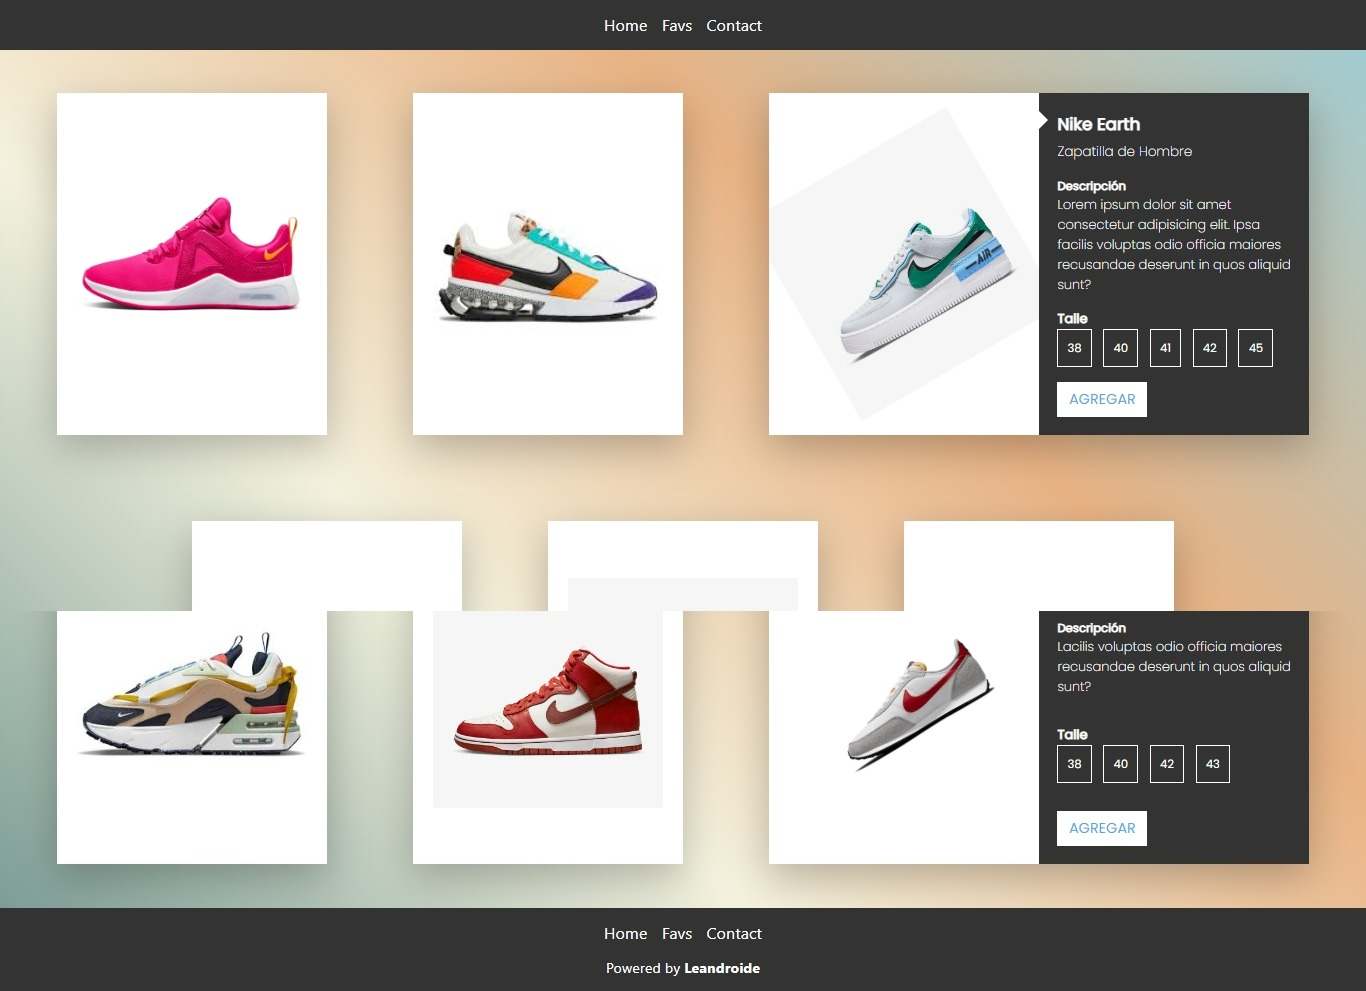 Home Favs Contact
Nike Earth
Zapatilla de Hombre
Descripción
Lorem ipsum dolor sit amet
consectetur adipisicing elit. Ipsa
facilis voluptas odio officia maiores
recusandae deserunt in quos aliquid
sunt?
Talle
38 40 41 42 45
AGREGAR
AIR
Descripción
Lacilis voluptas odio officia maiores
recusandae deserunt in quos aliquid
sunt?
Talle
38 40 42 43
AGREGAR
Home Favs Contact
Powered by Leandroide